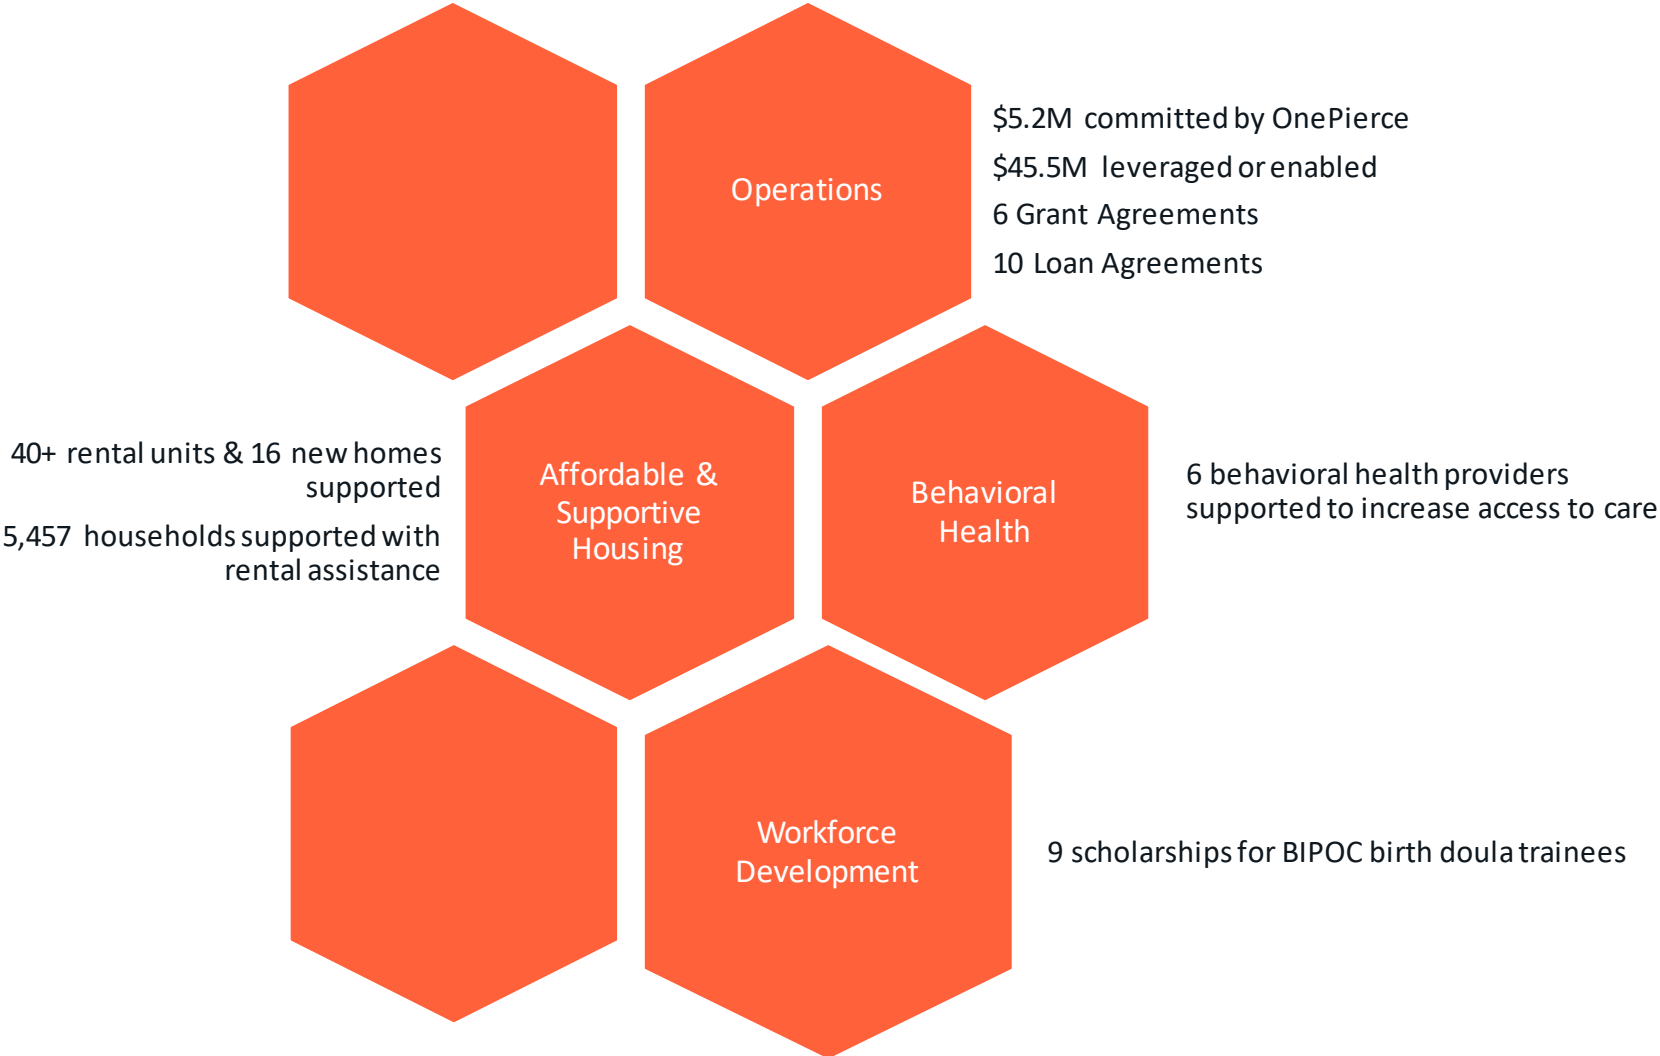 Operations
$5.2M committed by OnePierce
$45.5M leveraged or enabled
6 Grant Agreements
10 Loan Agreements
40+ rental units & 16 new homes
supported
5,457 households supported with
rental assistance
Affordable &
Supportive
Housing
Behavioral
Health
6 behavioral health providers
supported to increase access to care
Workforce
Development
9 scholarships for BIPOC birth doula trainees